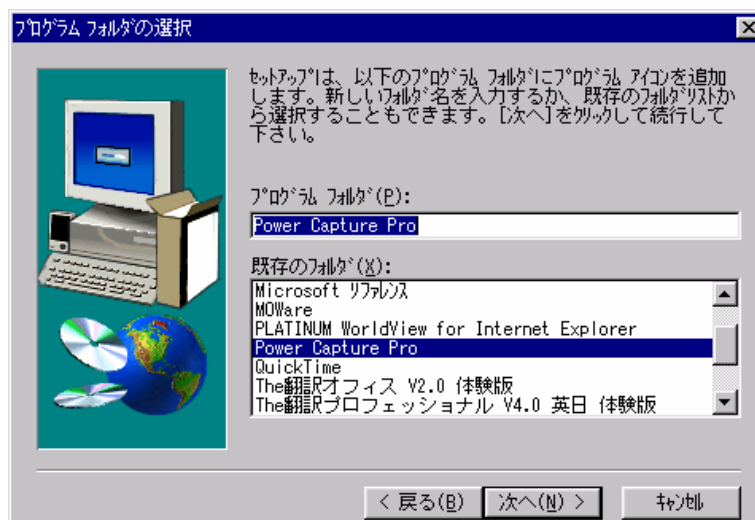 プログラム フォルダの選択
セットアップは、以下のプログラム フォルダにプログラム アイコンを追加
します。新しいフォルダ名を入力するか、既存のフォルダリストか
ら選択することもできます。[次へ]をクリックして続行して
下さい。
プログラム フォルダ(P):
Power Capture Pro
既存のフォルダ(X):
Microsoft リファレンス
MOWare
PLATINUM WorldView for Internet Explorer
Power Capture Pro
QuickTime
The翻訳オフィス V2.0 体験版
The翻訳プロフェッショナル V4.0 英日 体験版
< 戻る(B)
次へ(N) >
キャンセル